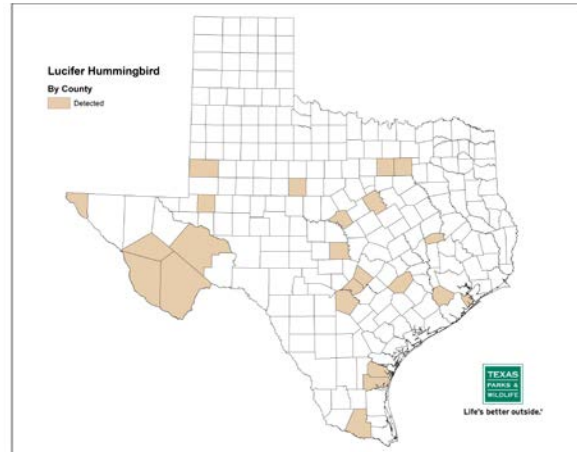 Lucifer Hummingbird
By County
Detected
TEXAS
PARKS &
WILDLIFE
Life's better outside.®